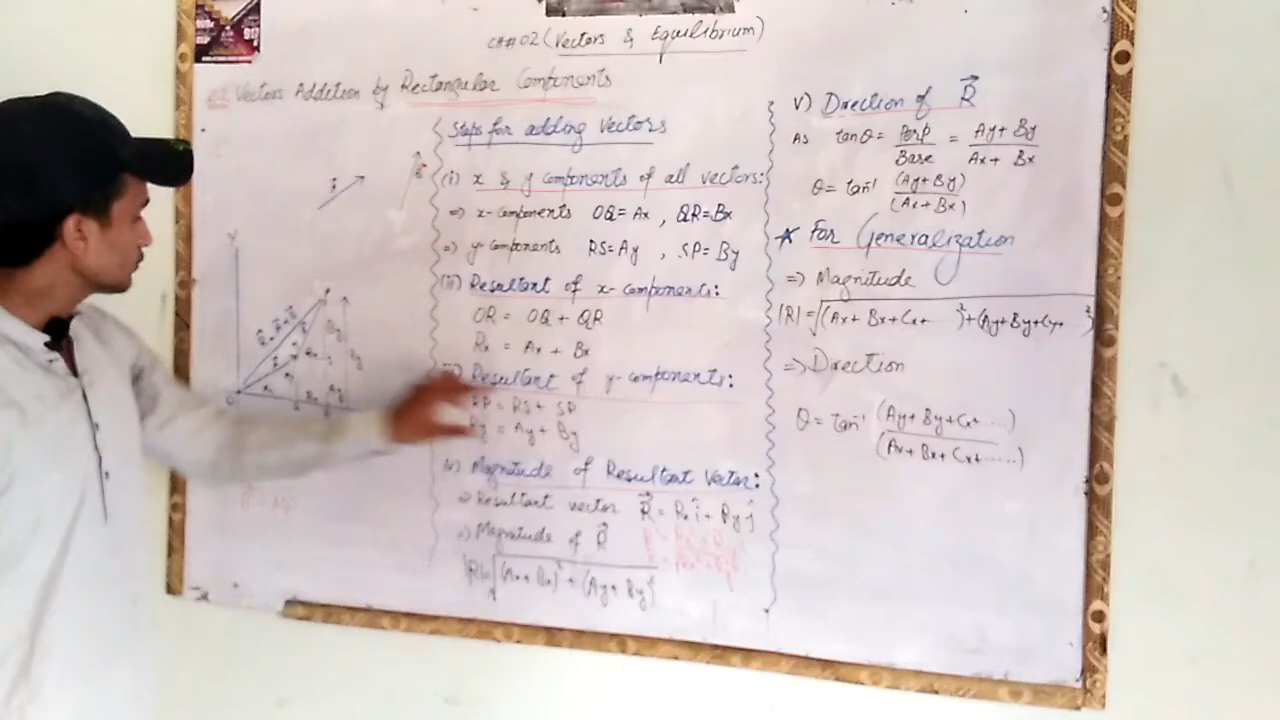 CH#02 (Vectors & Equilibrium)
2.2 Vectors Addition by Rectangular Components
Steps for adding Vectors
(i) x & y components of all vectors:
⇒ x-components OQ = Ax , QR = Bx
⇒ y-components RS = Ay , SP = By
(ii) Resultant of x-components:
OR = OQ + QR
Rx = Ax + Bx
Resultant of y-components:
RP = RS + SP
Ry = Ay + By
iv) Magnitude of Resultant Vector:
⇒ Resultant vector R⃗ = Rxî + Ryĵ
⇒ Magnitude of R⃗
|R| = √(Ax + Bx)² + (Ay + By)²
v) Direction of R⃗
As tanθ = Perp/Base = Ay + By/Ax + Bx
θ = tan⁻¹ (Ay + By)/(Ax + Bx)
* For Generalization
⇒ Magnitude
|R| = √(Ax + Bx + Cx + ...)² + (Ay + By + Cy + ...)²
⇒ Direction
θ = tan⁻¹ (Ay + By + Cx + ...)/(Ax + Bx + Cx + ......)
Y
O